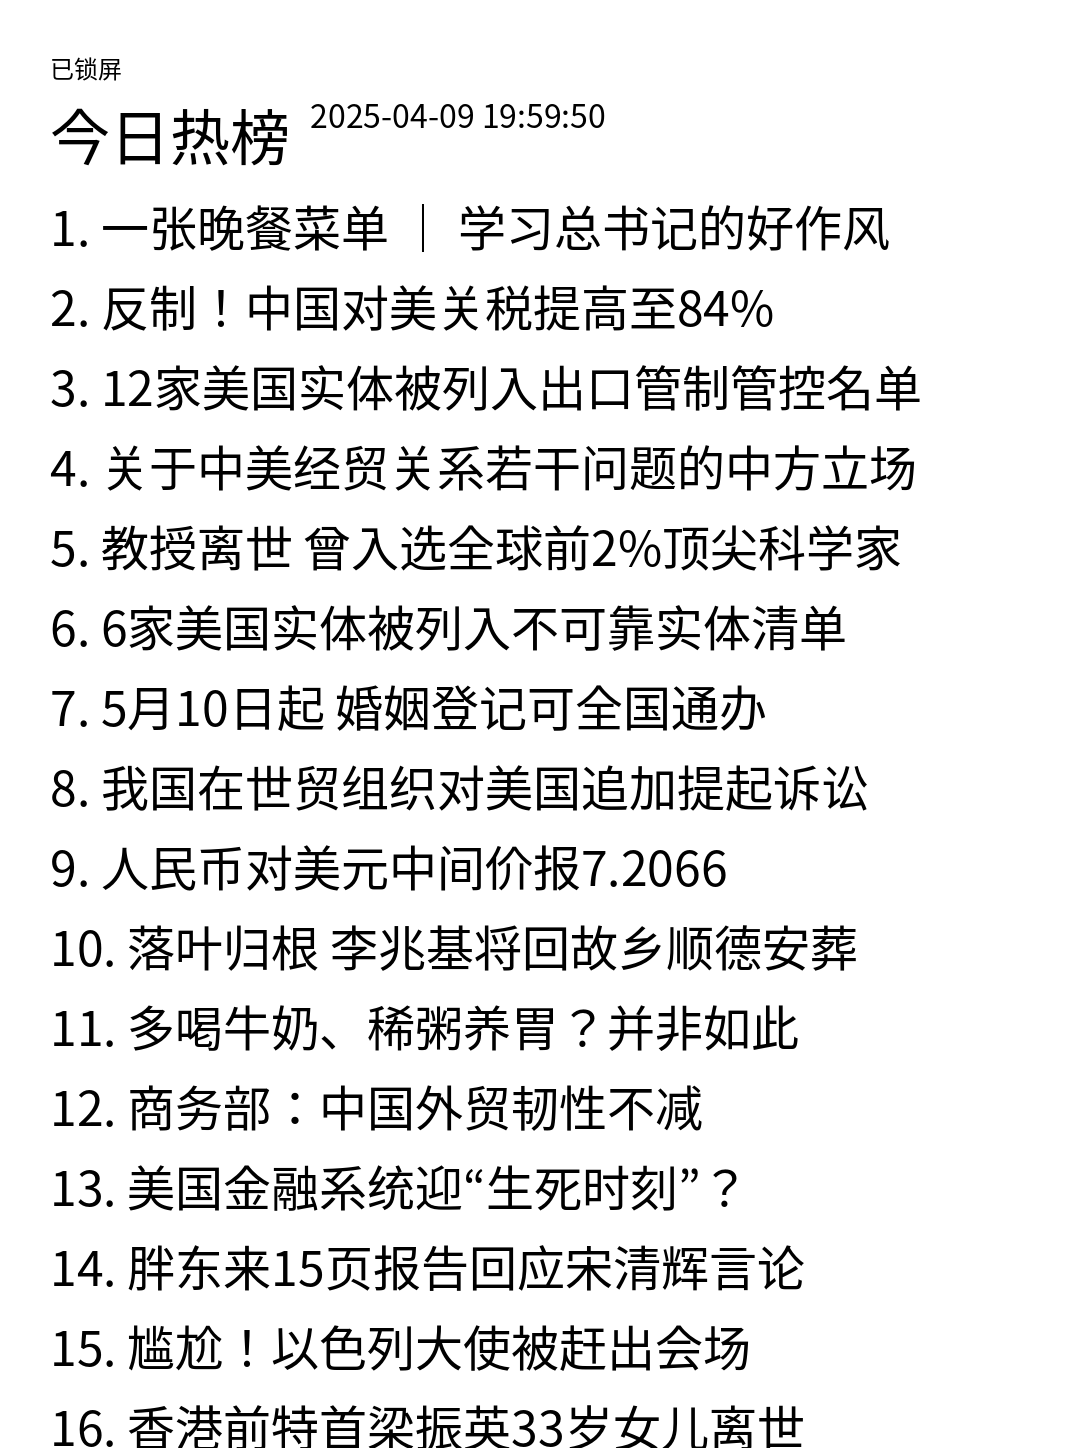 已锁屏
今日热榜 2025-04-09 19:59:50
1. 一张晚餐菜单 ｜ 学习总书记的好作风
2. 反制！中国对美关税提高至84%
3. 12家美国实体被列入出口管制管控名单
4. 关于中美经贸关系若干问题的中方立场
5. 教授离世 曾入选全球前2%顶尖科学家
6. 6家美国实体被列入不可靠实体清单
7. 5月10日起 婚姻登记可全国通办
8. 我国在世贸组织对美国追加提起诉讼
9. 人民币对美元中间价报7.2066
10. 落叶归根 李兆基将回故乡顺德安葬
11. 多喝牛奶、稀粥养胃？并非如此
12. 商务部：中国外贸韧性不减
13. 美国金融系统迎“生死时刻”？
14. 胖东来15页报告回应宋清辉言论
15. 尴尬！以色列大使被赶出会场
16. 香港前特首梁振英33岁女儿离世